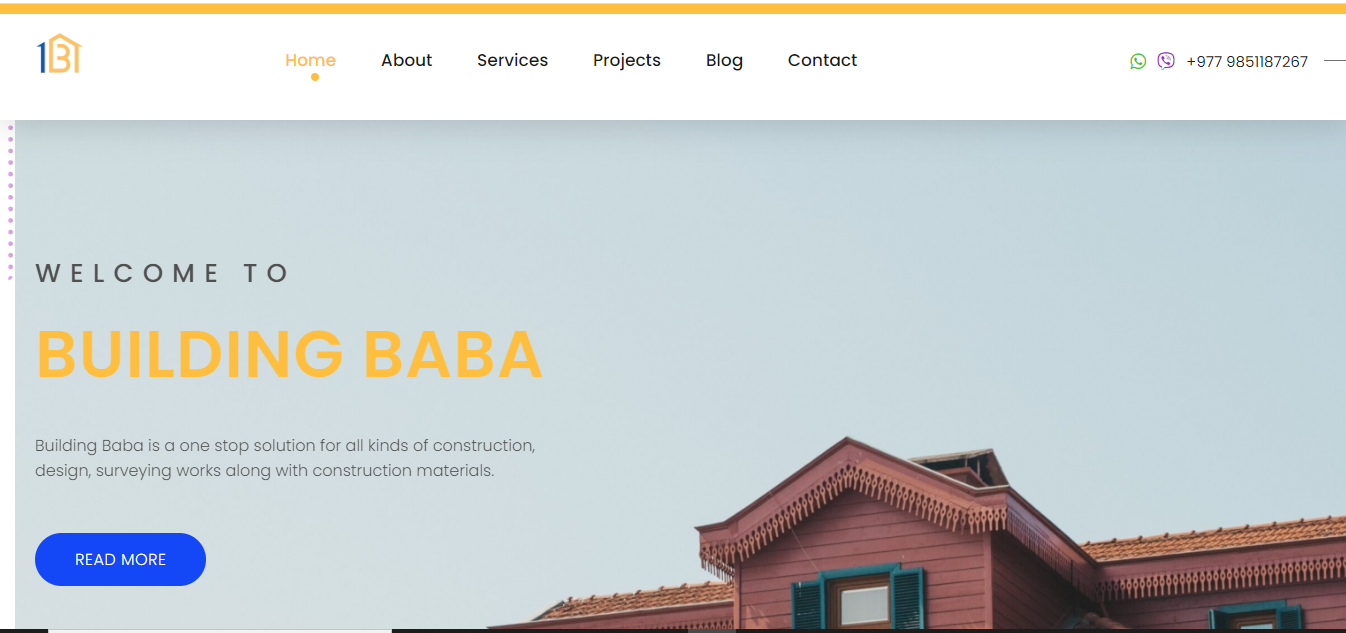 Home About Services Projects Blog Contact +977 9851187267
WELCOME TO
BUILDING BABA
Building Baba is a one stop solution for all kinds of construction,
design, surveying works along with construction materials.
READ MORE